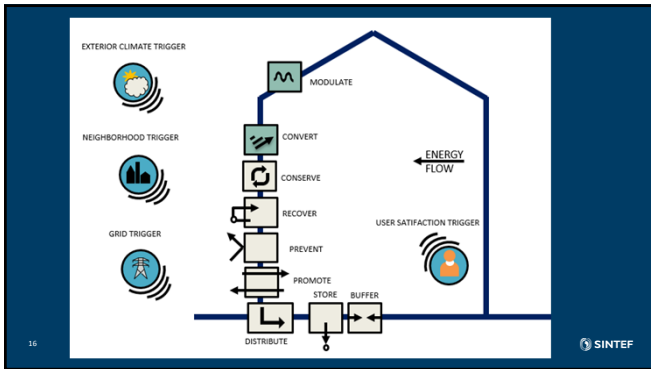 EXTERIOR CLIMATE TRIGGER
MODULATE
NEIGHBORHOOD TRIGGER
CONVERT
ENERGY
FLOW
CONSERVE
RECOVER
USER SATIFACTION TRIGGER
GRID TRIGGER
PREVENT
PROMOTE
STORE
BUFFER
DISTRIBUTE
16
SINTEF